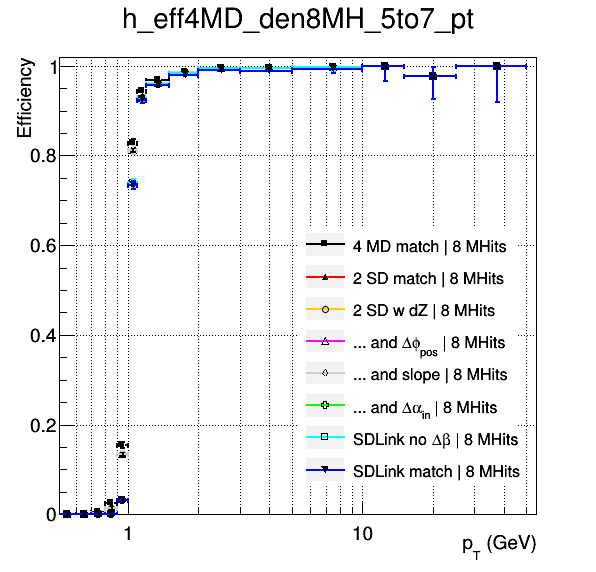 h_eff4MD_den8MH_5to7_pt
Efficiency
1
0.8
0.6
0.4
0.2
0
4 MD match | 8 MHits
2 SD match | 8 MHits
2 SD w dZ | 8 MHits
... and Δϕpos | 8 MHits
... and slope | 8 MHits
... and Δαin | 8 MHits
SDLink no Δβ | 8 MHits
SDLink match | 8 MHits
1
10
pT (GeV)